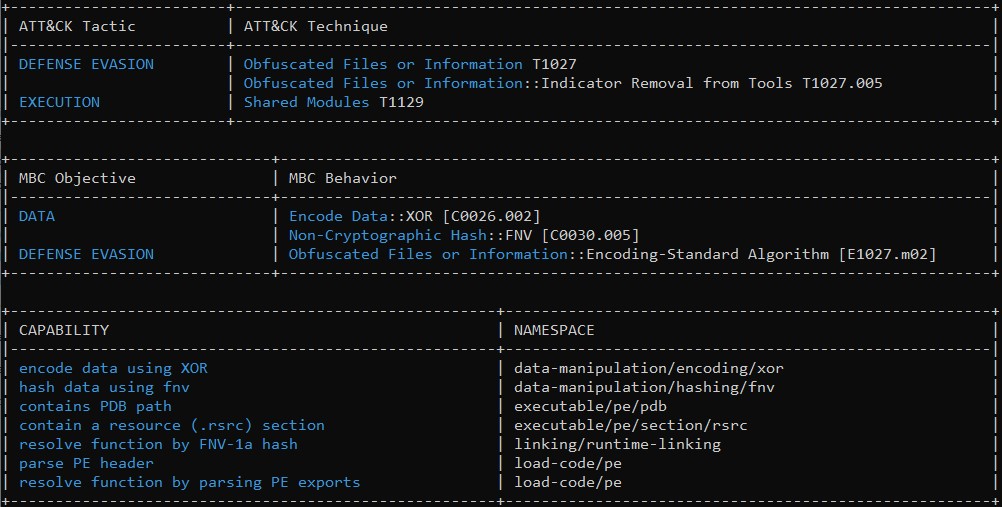 ATT&CK Tactic | ATT&CK Technique
DEFENSE EVASION | Obfuscated Files or Information T1027
| Obfuscated Files or Information::Indicator Removal from Tools T1027.005
EXECUTION | Shared Modules T1129
MBC Objective | MBC Behavior
DATA | Encode Data::XOR [C0026.002]
| Non-Cryptographic Hash::FNV [C0030.005]
DEFENSE EVASION | Obfuscated Files or Information::Encoding-Standard Algorithm [E1027.m02]
CAPABILITY | NAMESPACE
encode data using XOR | data-manipulation/encoding/xor
hash data using fnv | data-manipulation/hashing/fnv
contains PDB path | executable/pe/pdb
contain a resource (.rsrc) section | executable/pe/section/rsrc
resolve function by FNV-1a hash | linking/runtime-linking
parse PE header | load-code/pe
resolve function by parsing PE exports | load-code/pe